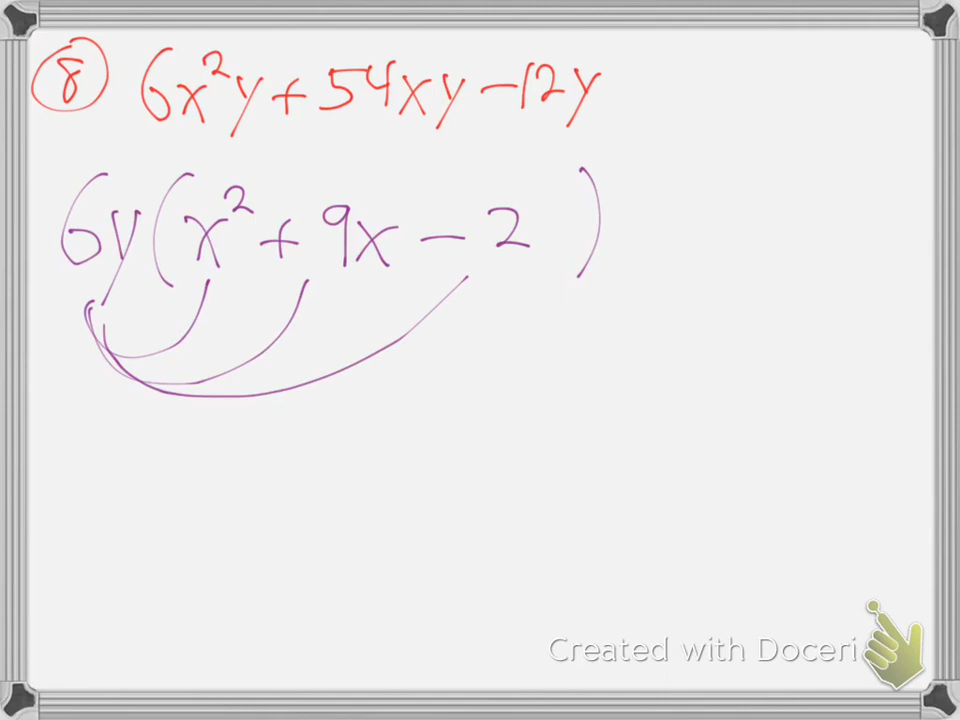 ⑧ 6x²y + 54xy - 12y
6y(x² + 9x - 2)
Created with Doceri